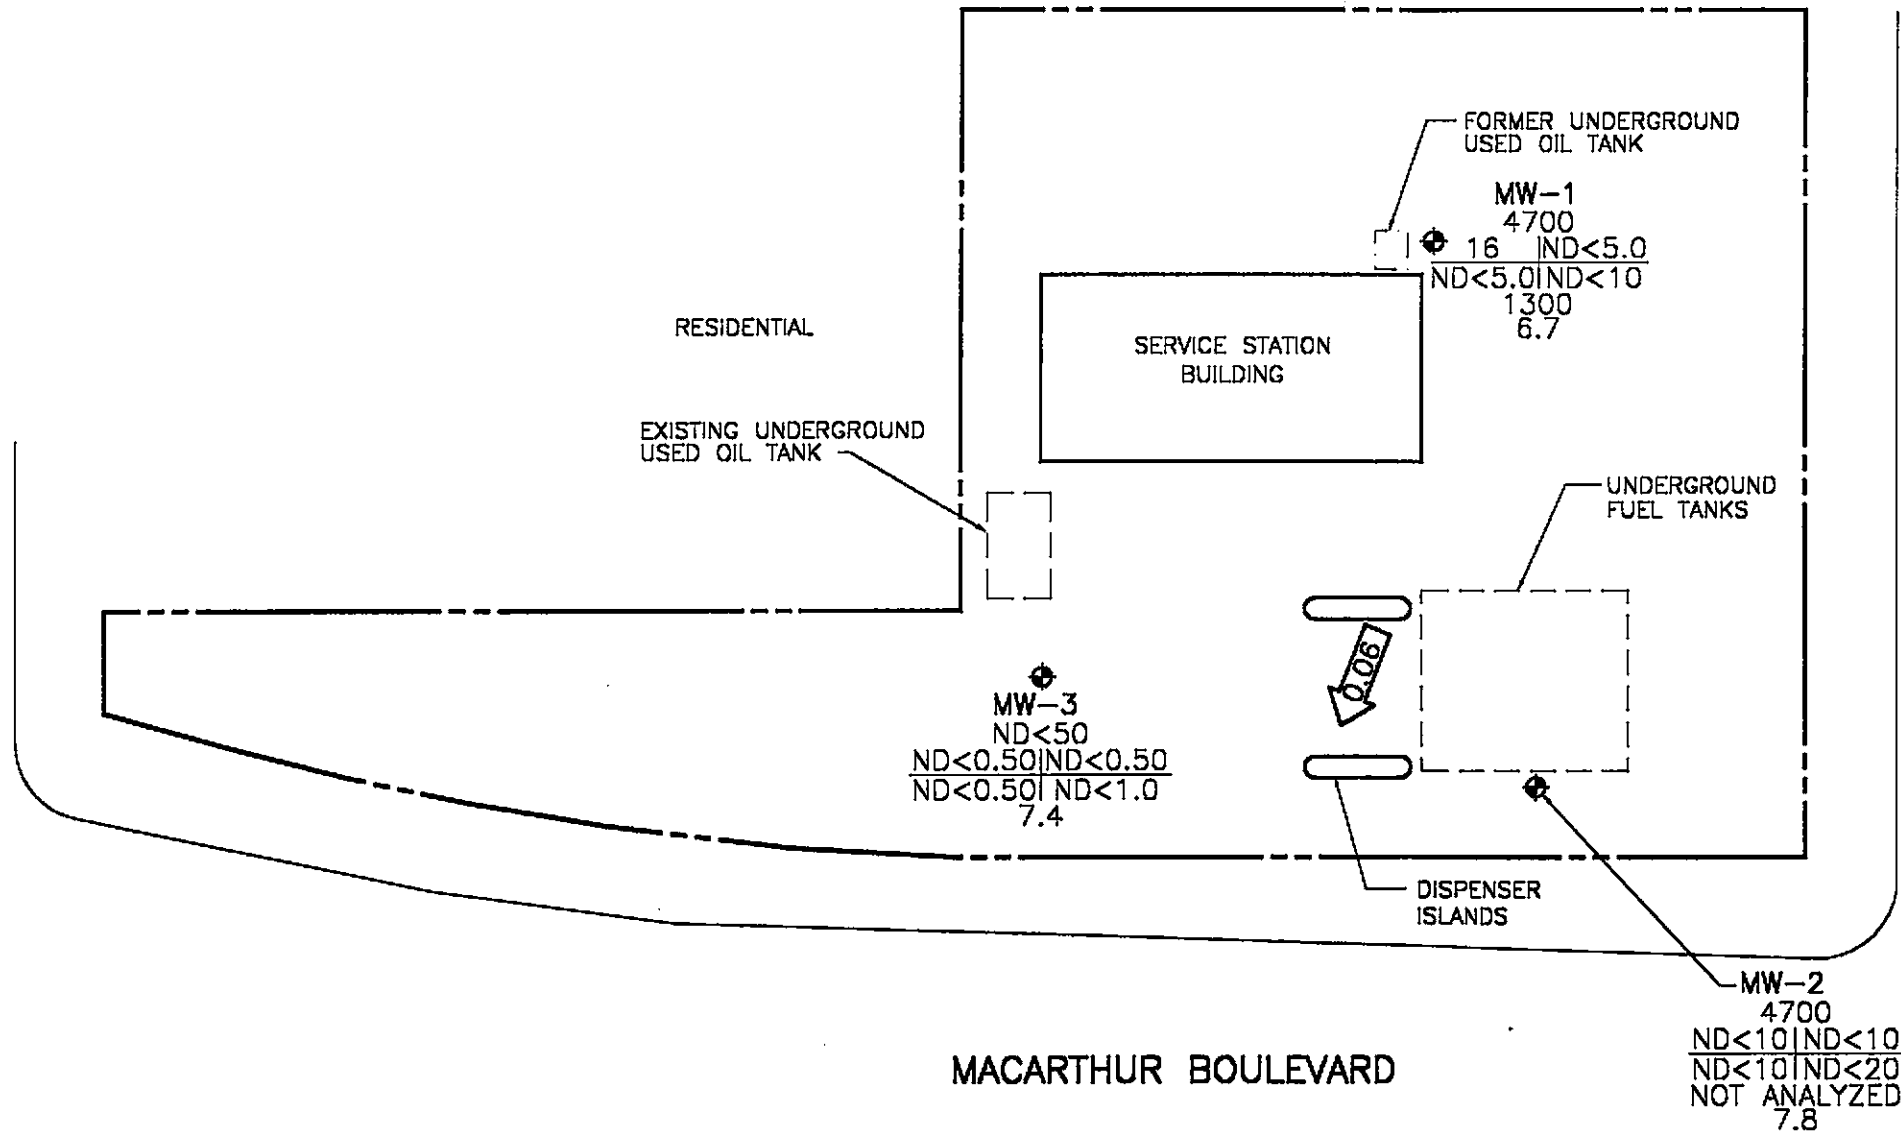 FORMER UNDERGROUND
USED OIL TANK
MW-1
4700
16 | ND<5.0
ND<5.0 | ND<10
1300
6.7
RESIDENTIAL
SERVICE STATION
BUILDING
EXISTING UNDERGROUND
USED OIL TANK
UNDERGROUND
FUEL TANKS
0.06
MW-3
ND<50
ND<0.50 | ND<0.50
ND<0.50 | ND<1.0
7.4
DISPENSER
ISLANDS
MW-2
4700
ND<10 | ND<10
ND<10 | ND<20
NOT ANALYZED
7.8
MACARTHUR BOULEVARD